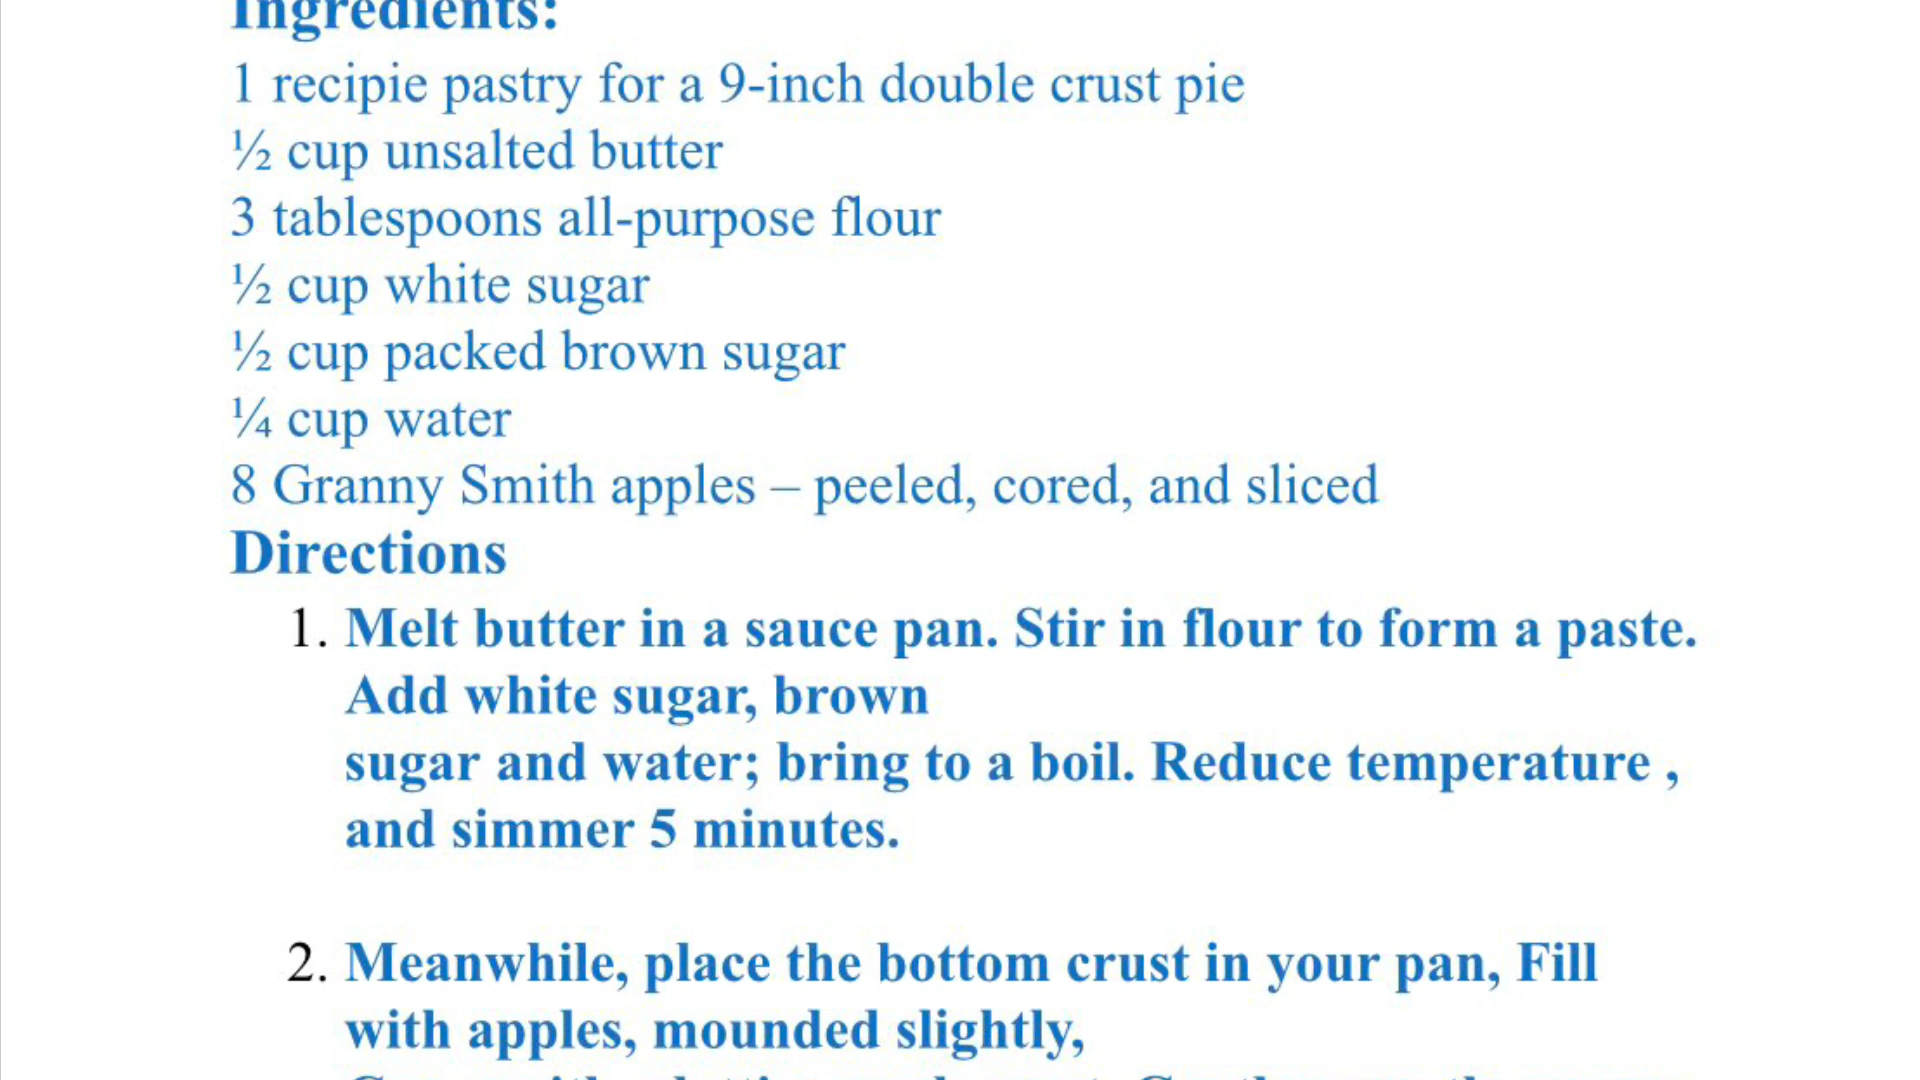 Ingredients:
1 recipie pastry for a 9-inch double crust pie
½ cup unsalted butter
3 tablespoons all-purpose flour
½ cup white sugar
½ cup packed brown sugar
¼ cup water
8 Granny Smith apples – peeled, cored, and sliced
Directions
1. Melt butter in a sauce pan. Stir in flour to form a paste.
Add white sugar, brown
sugar and water; bring to a boil. Reduce temperature ,
and simmer 5 minutes.
2. Meanwhile, place the bottom crust in your pan, Fill
with apples, mounded slightly,